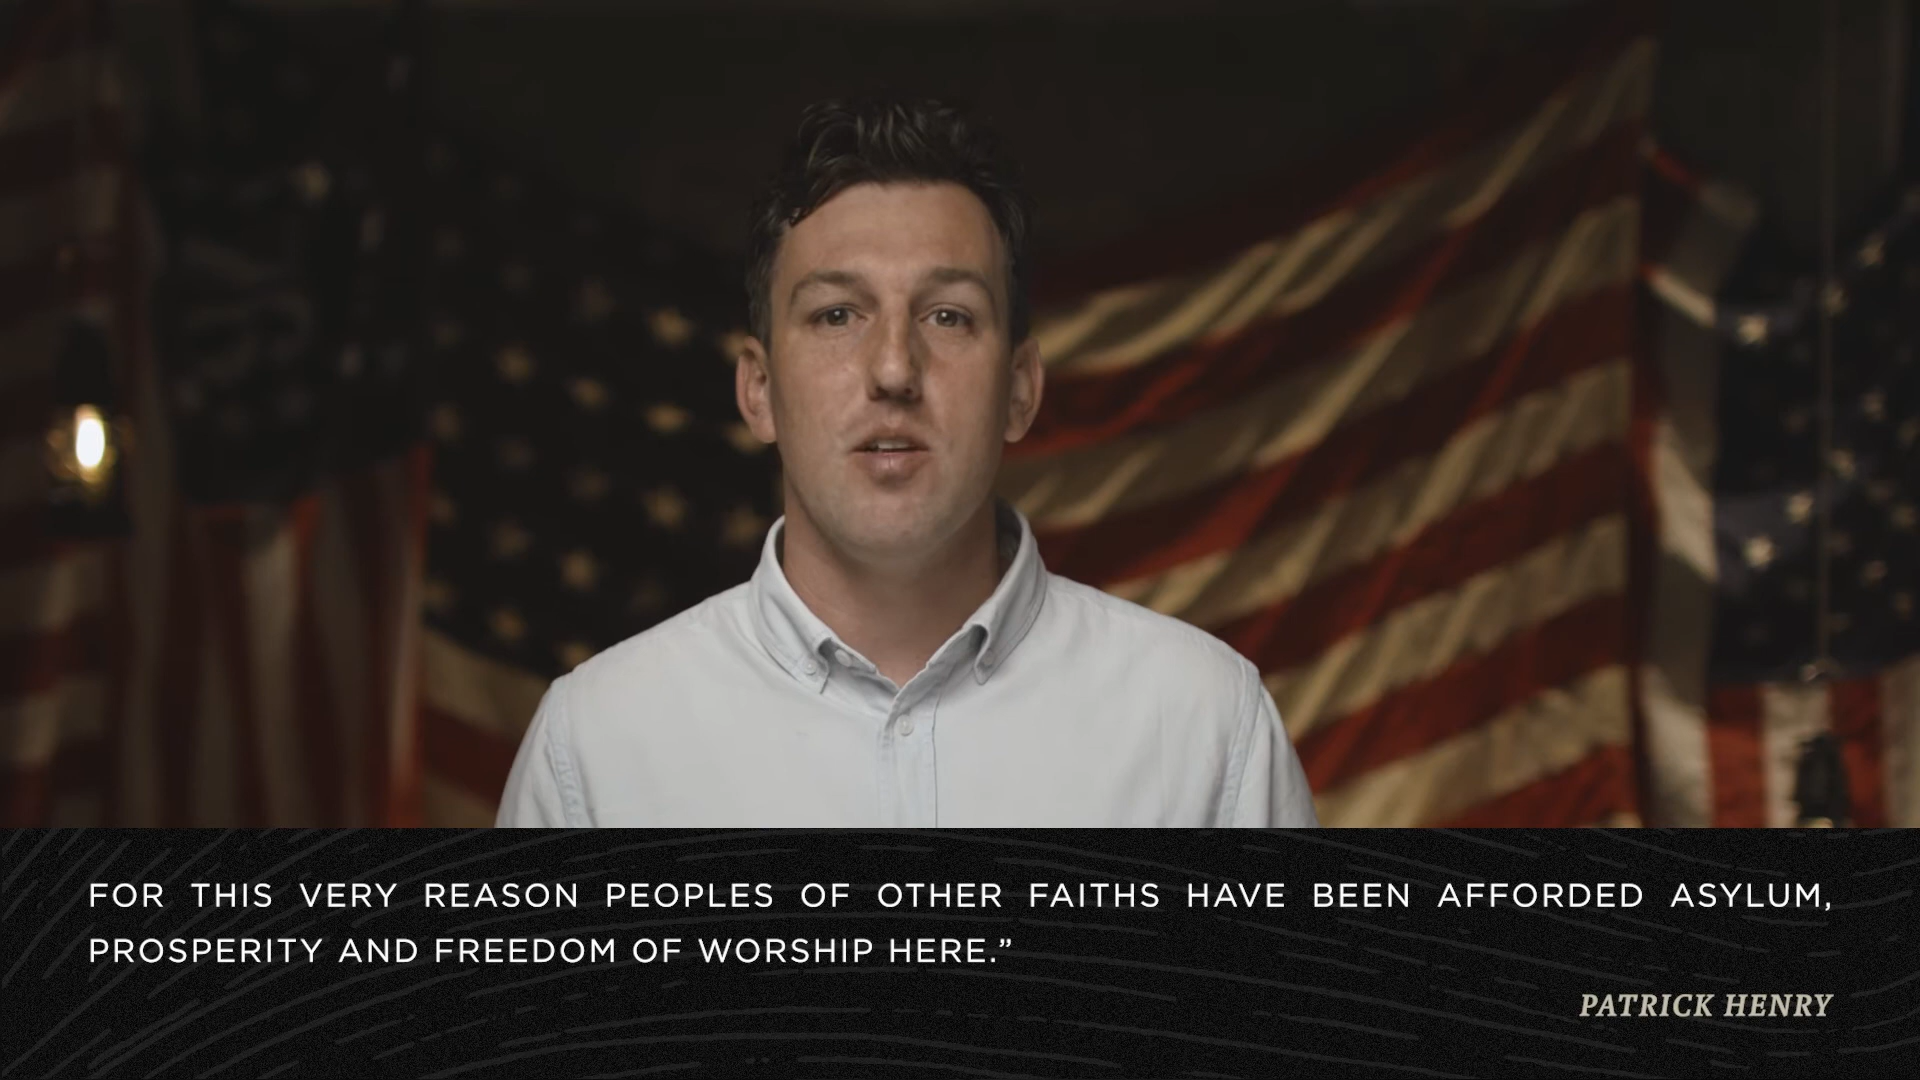 FOR THIS VERY REASON PEOPLES OF OTHER FAITHS HAVE BEEN AFFORDED ASYLUM,
PROSPERITY AND FREEDOM OF WORSHIP HERE.”
PATRICK HENRY